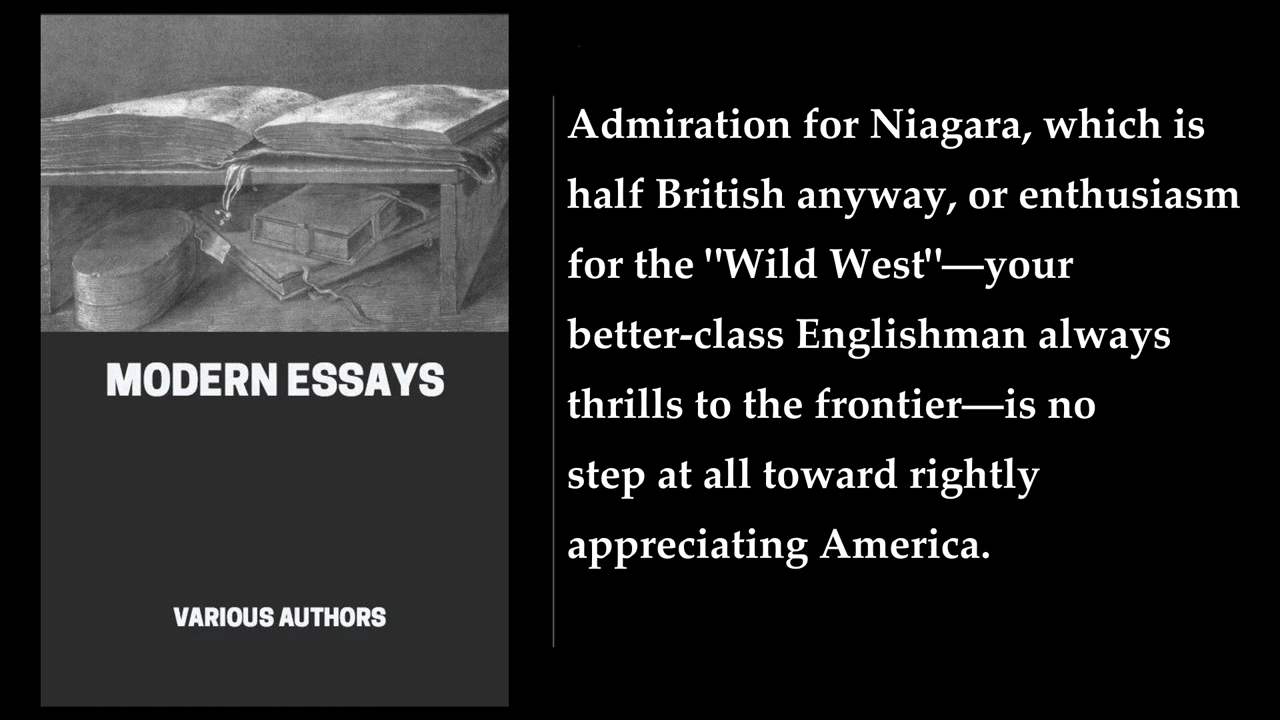 MODERN ESSAYS
VARIOUS AUTHORS
Admiration for Niagara, which is
half British anyway, or enthusiasm
for the "Wild West"—your
better-class Englishman always
thrills to the frontier—is no
step at all toward rightly
appreciating America.